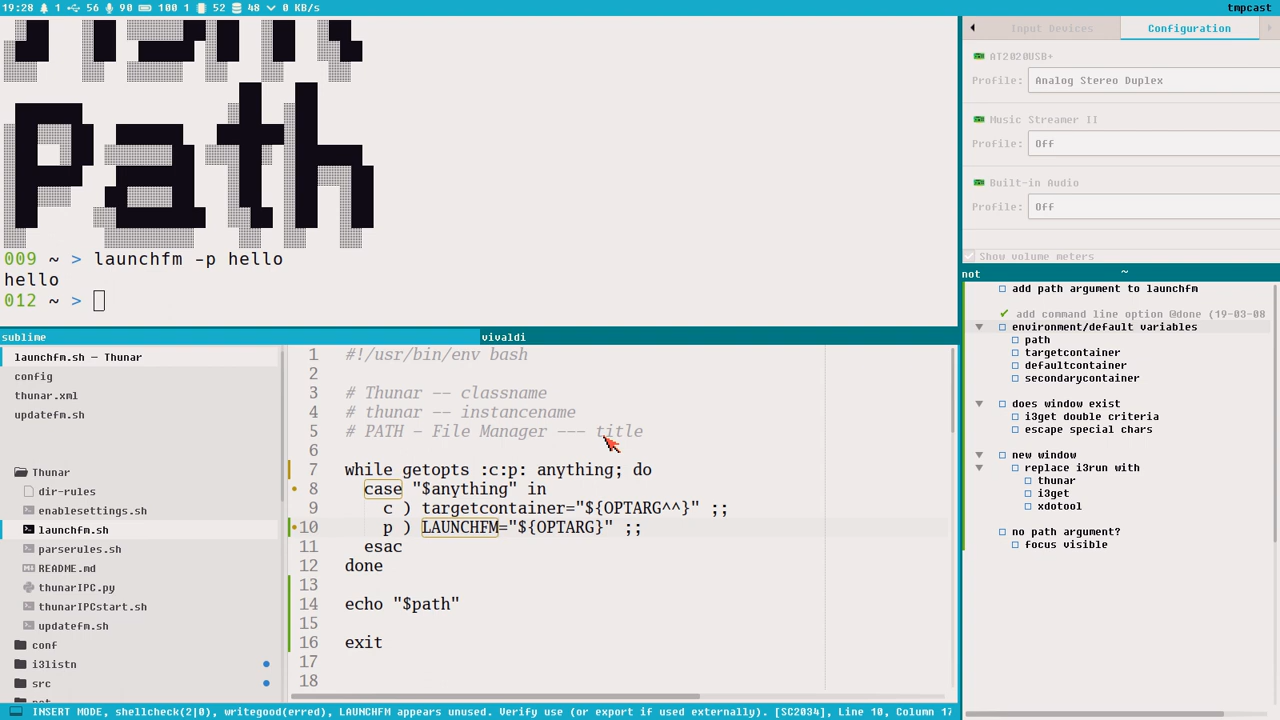 19:28 1 56 90 100 1 52 48 0 KB/s
tmpcast
Path
009 ~ > launchfm -p hello
hello
012 ~ >
Input Devices Configuration
AT2020USB+
Profile: Analog Stereo Duplex
Music Streamer II
Profile: Off
Built-in Audio
Profile: Off
Show volume meters
not ~
add path argument to launchfm
✓ add command line option @done (19-03-08
environment/default variables
path
targetcontainer
defaultcontainer
secondarycontainer
does window exist
i3get double criteria
escape special chars
new window
replace i3run with
thunar
i3get
xdotool
no path argument?
focus visible
sublime vivaldi
launchfm.sh — Thunar
config
thunar.xml
updatefm.sh
Thunar
dir-rules
enablesettings.sh
launchfm.sh
parserules.sh
README.md
thunarIPC.py
thunarIPCstart.sh
updatefm.sh
conf
i3listn
src
1 #!/usr/bin/env bash
2
3 # Thunar -- classname
4 # thunar -- instancename
5 # PATH - File Manager --- title
6
7 while getopts :c:p: anything; do
8 case "$anything" in
9 c ) targetcontainer="${OPTARG^^}" ;;
10 p ) LAUNCHFM="${OPTARG}" ;;
11 esac
12 done
13
14 echo "$path"
15
16 exit
17
18
INSERT MODE, shellcheck(2|0), writegood(erred), LAUNCHFM appears unused. Verify use (or export if used externally). [SC2034], Line 10, Column 17